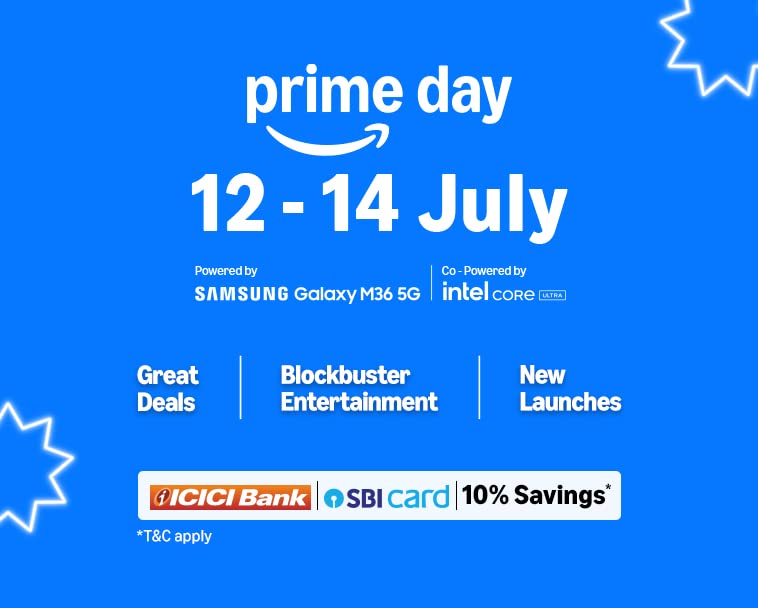 prime day
12 - 14 July
Powered by
SAMSUNG Galaxy M36 5G
Co - Powered by
intel CORE ULTRA
Great
Deals
Blockbuster
Entertainment
New
Launches
ICICI Bank SBI card 10% Savings*
*T&C apply